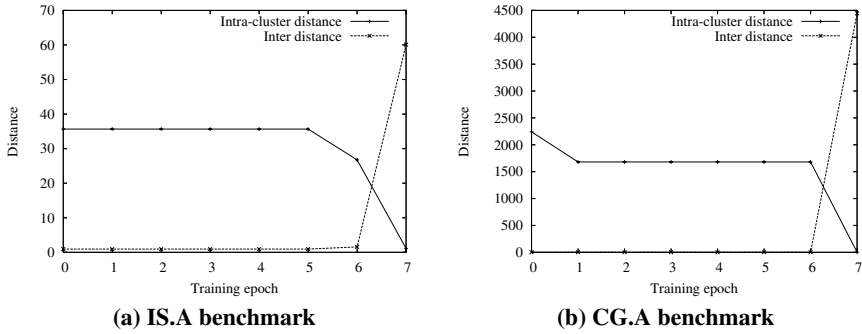 70
60
50
40
30
20
10
0
Distance
Intra-cluster distance
Inter distance
0 1 2 3 4 5 6 7
Training epoch
(a) IS.A benchmark
4500
4000
3500
3000
2500
2000
1500
1000
500
0
Distance
Intra-cluster distance
Inter distance
0 1 2 3 4 5 6 7
Training epoch
(b) CG.A benchmark